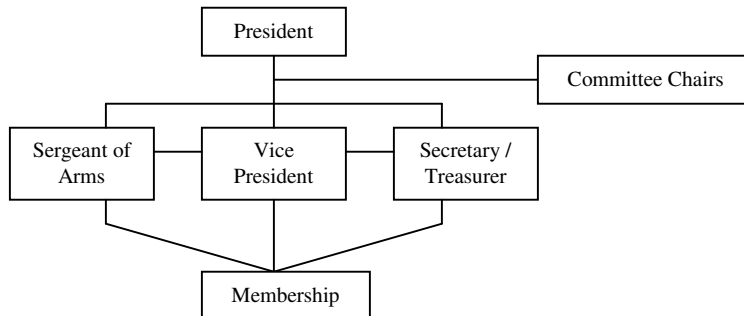 President
Committee Chairs
Sergeant of
Arms
Vice
President
Secretary /
Treasurer
Membership